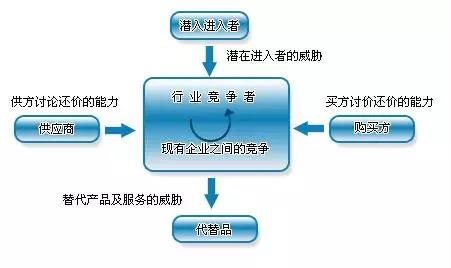 潜入进入者
潜在进入者的威胁
供方讨论还价的能力
行业竞争者
买方讨价还价的能力
供应商
购买方
现有企业之间的竞争
替代产品及服务的威胁
代替品